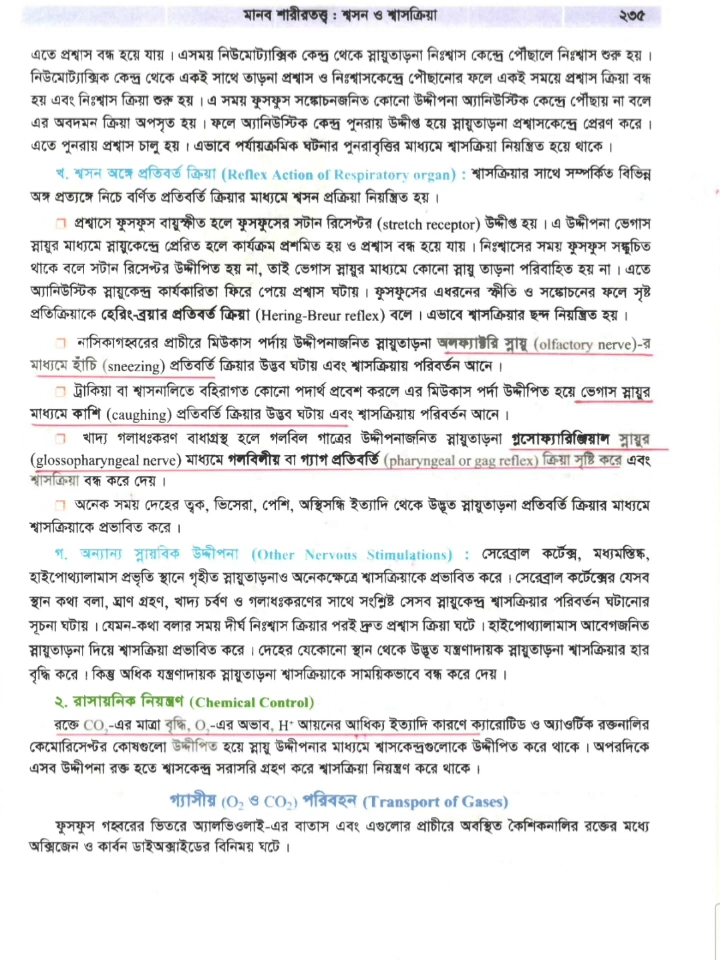 মানব শারীরতত্ত্ব : শ্বসন ও শ্বাসক্রিয়া ২৩৫
এতে প্রশ্বাস বন্ধ হয়ে যায় । এসময় নিউমোট্যাক্সিক কেন্দ্র থেকে স্নায়ুতাড়না নিঃশ্বাস কেন্দ্রে পৌঁছালে নিঃশ্বাস শুরু হয় ।
নিউমোট্যাক্সিক কেন্দ্র থেকে একই সাথে তাড়না প্রশ্বাস ও নিঃশ্বাসকেন্দ্রে পৌঁছানোর ফলে একই সময়ে প্রশ্বাস ক্রিয়া বন্ধ
হয় এবং নিঃশ্বাস ক্রিয়া শুরু হয় । এ সময় ফুসফুস সঙ্কোচনজনিত কোনো উদ্দীপনা অ্যানিউস্টিক কেন্দ্রে পৌঁছায় না বলে
এর অবদমন ক্রিয়া অপসৃত হয় । ফলে অ্যানিউস্টিক কেন্দ্র পুনরায় উদ্দীপ্ত হয়ে স্নায়ুতাড়না প্রশ্বাসকেন্দ্রে প্রেরণ করে ।
এতে পুনরায় প্রশ্বাস চালু হয় । এভাবে পর্যায়ক্রমিক ঘটনার পুনরাবৃত্তির মাধ্যমে শ্বাসক্রিয়া নিয়ন্ত্রিত হয়ে থাকে ।
খ. শ্বসন অঙ্গে প্রতিবর্ত ক্রিয়া (Reflex Action of Respiratory organ) : শ্বাসক্রিয়ার সাথে সম্পর্কিত বিভিন্ন
অঙ্গ প্রত্যঙ্গে নিচে বর্ণিত প্রতিবর্তি ক্রিয়ার মাধ্যমে শ্বসন প্রক্রিয়া নিয়ন্ত্রিত হয় ।
□ প্রশ্বাসে ফুসফুস বায়ুস্ফীত হলে ফুসফুসের সটান রিসেপ্টর (stretch receptor) উদ্দীপ্ত হয় । এ উদ্দীপনা ভেগাস
স্নায়ুর মাধ্যমে স্নায়ুকেন্দ্রে প্রেরিত হলে কার্যক্রম প্রশমিত হয় ও প্রশ্বাস বন্ধ হয়ে যায় । নিঃশ্বাসের সময় ফুসফুস সঙ্কুচিত
থাকে বলে সটান রিসেপ্টর উদ্দীপিত হয় না, তাই ভেগাস স্নায়ুর মাধ্যমে কোনো স্নায়ু তাড়না পরিবাহিত হয় না । এতে
অ্যানিউস্টিক স্নায়ুকেন্দ্র কার্যকারিতা ফিরে পেয়ে প্রশ্বাস ঘটায় । ফুসফুসের এধরনের স্ফীতি ও সঙ্কোচনের ফলে সৃষ্ট
প্রতিক্রিয়াকে হেরিং-ব্রয়ার প্রতিবর্ত ক্রিয়া (Hering-Breur reflex) বলে । এভাবে শ্বাসক্রিয়ার ছন্দ নিয়ন্ত্রিত হয় ।
□ নাসিকাগহ্বরের প্রাচীরে মিউকাস পর্দায় উদ্দীপনাজনিত স্নায়ুতাড়না অলফ্যাক্টরি স্নায়ু (olfactory nerve)-র
মাধ্যমে হাঁচি (sneezing) প্রতিবর্তি ক্রিয়ার উদ্ভব ঘটায় এবং শ্বাসক্রিয়ায় পরিবর্তন আনে ।
□ ট্রাকিয়া বা শ্বাসনালিতে বহিরাগত কোনো পদার্থ প্রবেশ করলে এর মিউকাস পর্দা উদ্দীপিত হয়ে ভেগাস স্নায়ুর
মাধ্যমে কাশি (caughing) প্রতিবর্তি ক্রিয়ার উদ্ভব ঘটায় এবং শ্বাসক্রিয়ায় পরিবর্তন আনে ।
□ খাদ্য গলাধঃকরণ বাধাগ্রস্থ হলে গলবিল গাত্রের উদ্দীপনাজনিত স্নায়ুতাড়না গ্লসোফ্যারিঞ্জিয়াল স্নায়ুর
(glossopharyngeal nerve) মাধ্যমে গলবিলীয় বা গ্যাগ প্রতিবর্তি (pharyngeal or gag reflex) ক্রিয়া সৃষ্টি করে এবং
শ্বাসক্রিয়া বন্ধ করে দেয় ।
□ অনেক সময় দেহের ত্বক, ভিসেরা, পেশি, অস্থিসন্ধি ইত্যাদি থেকে উদ্ভূত স্নায়ুতাড়না প্রতিবর্তি ক্রিয়ার মাধ্যমে
শ্বাসক্রিয়াকে প্রভাবিত করে ।
গ. অন্যান্য স্নায়বিক উদ্দীপনা (Other Nervous Stimulations) : সেরেব্রাল কর্টেক্স, মধ্যমস্তিষ্ক,
হাইপোথ্যালামাস প্রভৃতি স্থানে গৃহীত স্নায়ুতাড়নাও অনেকক্ষেত্রে শ্বাসক্রিয়াকে প্রভাবিত করে । সেরেব্রাল কর্টেক্সের যেসব
স্থান কথা বলা, ঘ্রাণ গ্রহণ, খাদ্য চর্বণ ও গলাধঃকরণের সাথে সংশ্লিষ্ট সেসব স্নায়ুকেন্দ্র শ্বাসক্রিয়ার পরিবর্তন ঘটানোর
সূচনা ঘটায় । যেমন-কথা বলার সময় দীর্ঘ নিঃশ্বাস ক্রিয়ার পরই দ্রুত প্রশ্বাস ক্রিয়া ঘটে । হাইপোথ্যালামাস আবেগজনিত
স্নায়ুতাড়না দিয়ে শ্বাসক্রিয়া প্রভাবিত করে । দেহের যেকোনো স্থান থেকে উদ্ভূত যন্ত্রণাদায়ক স্নায়ুতাড়না শ্বাসক্রিয়ার হার
বৃদ্ধি করে । কিন্তু অধিক যন্ত্রণাদায়ক স্নায়ুতাড়না শ্বাসক্রিয়াকে সাময়িকভাবে বন্ধ করে দেয় ।
২. রাসায়নিক নিয়ন্ত্রণ (Chemical Control)
রক্তে CO₂-এর মাত্রা বৃদ্ধি, O₂-এর অভাব, H⁺ আয়নের আধিক্য ইত্যাদি কারণে ক্যারোটিড ও অ্যাওর্টিক রক্তনালির
কেমোরিসেপ্টর কোষগুলো উদ্দীপিত হয়ে স্নায়ু উদ্দীপনার মাধ্যমে শ্বাসকেন্দ্রগুলোকে উদ্দীপিত করে থাকে । অপরদিকে
এসব উদ্দীপনা রক্ত হতে শ্বাসকেন্দ্র সরাসরি গ্রহণ করে শ্বাসক্রিয়া নিয়ন্ত্রণ করে থাকে ।
গ্যাসীয় (O₂ ও CO₂) পরিবহন (Transport of Gases)
ফুসফুস গহ্বরের ভিতরে অ্যালভিওলাই-এর বাতাস এবং এগুলোর প্রাচীরে অবস্থিত কৈশিকনালির রক্তের মধ্যে
অক্সিজেন ও কার্বন ডাইঅক্সাইডের বিনিময় ঘটে ।